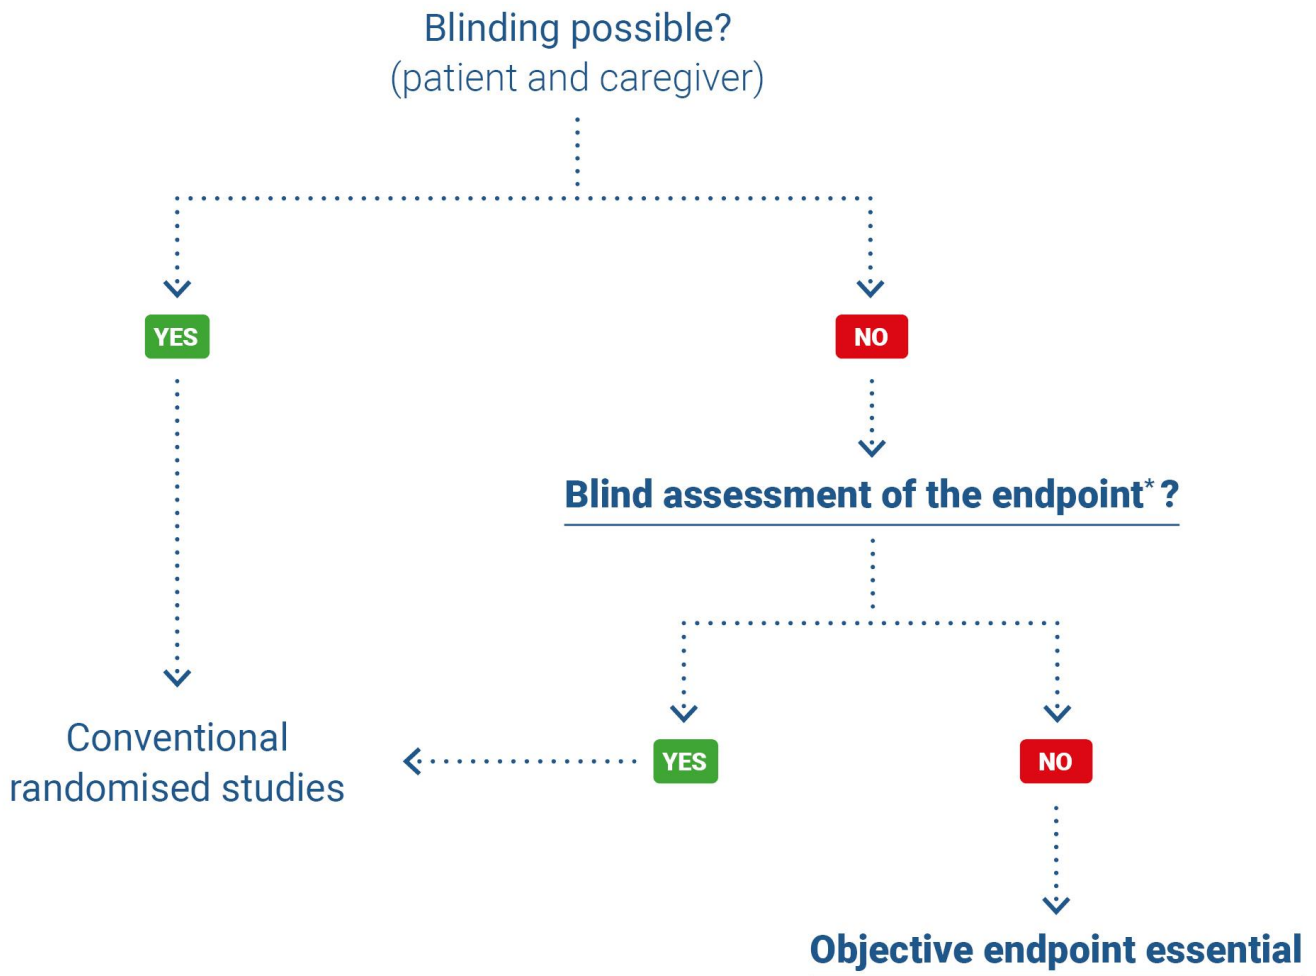 Blinding possible?
(patient and caregiver)
YES
NO
Blind assessment of the endpoint*?
Conventional
randomised studies
YES
NO
Objective endpoint essential